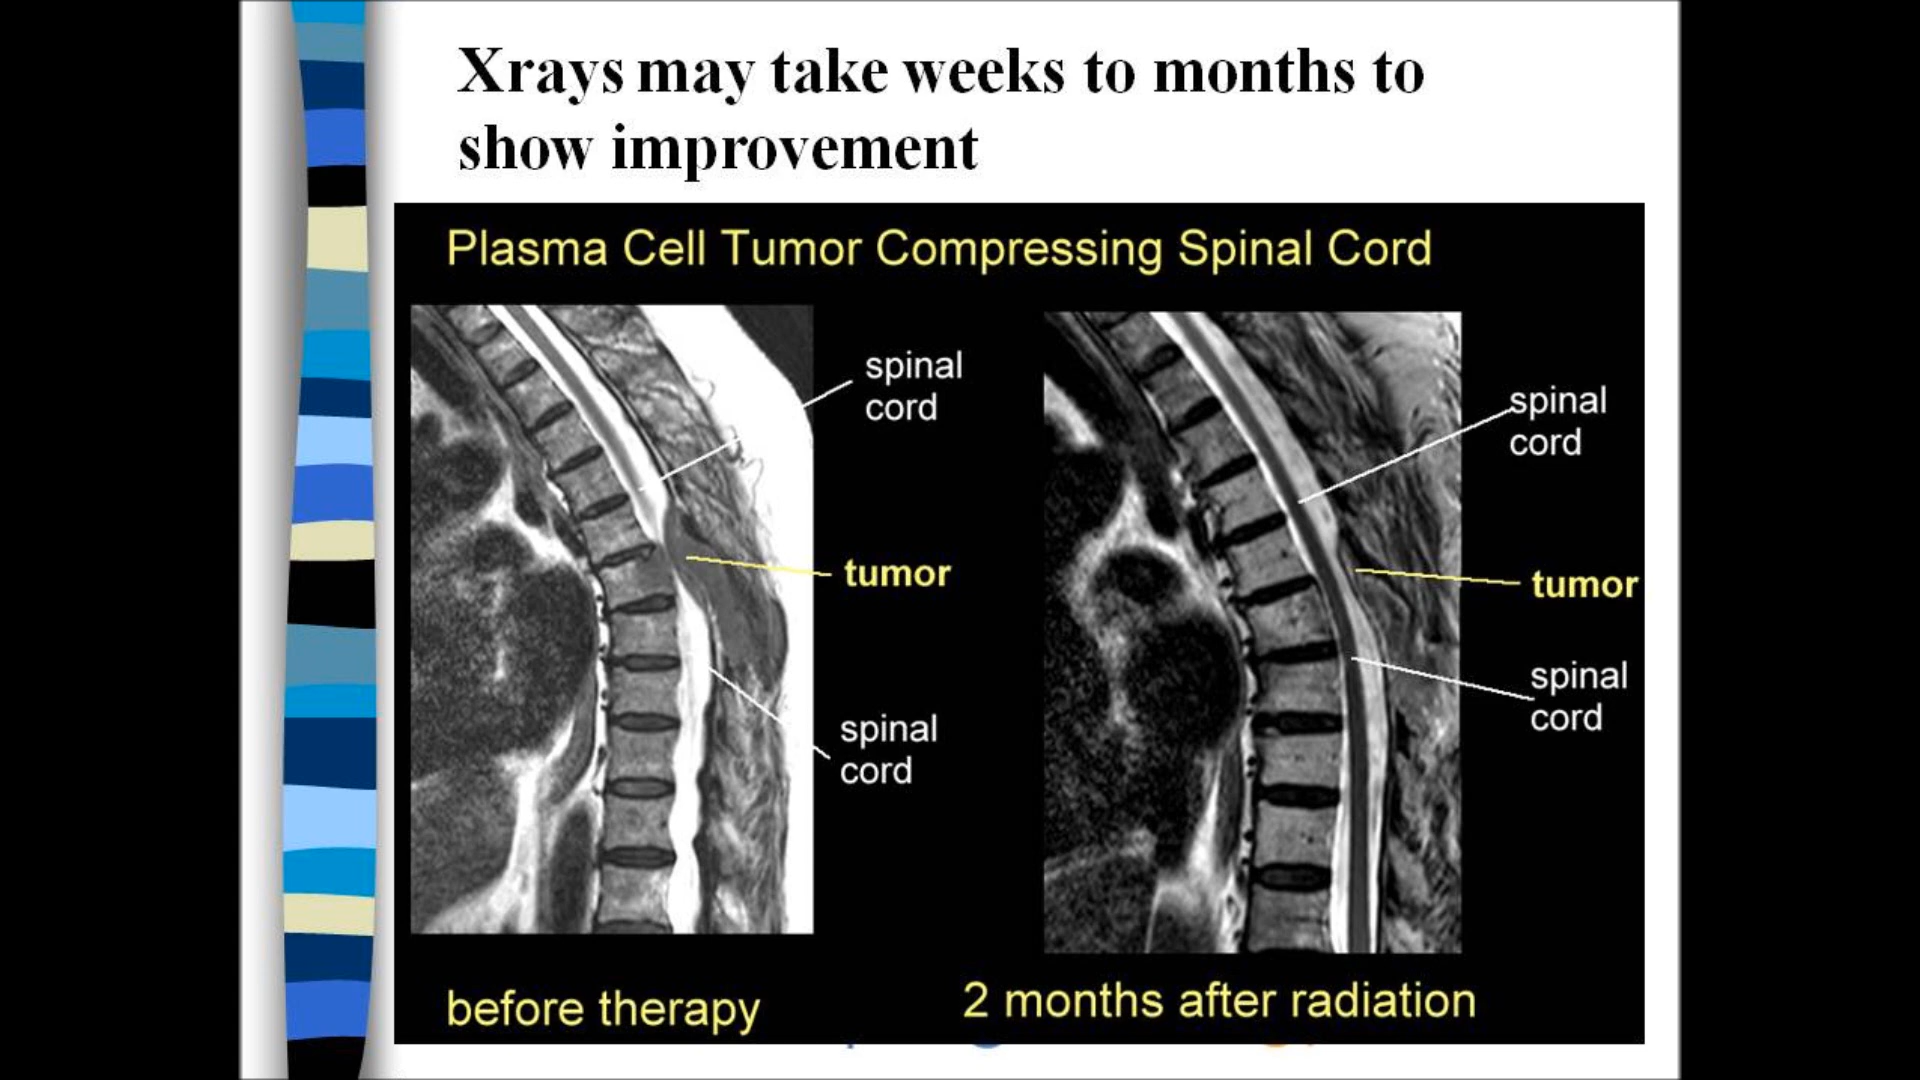 Xrays may take weeks to months to
show improvement
Plasma Cell Tumor Compressing Spinal Cord
spinal
cord
tumor
spinal
cord
before therapy
spinal
cord
tumor
spinal
cord
2 months after radiation